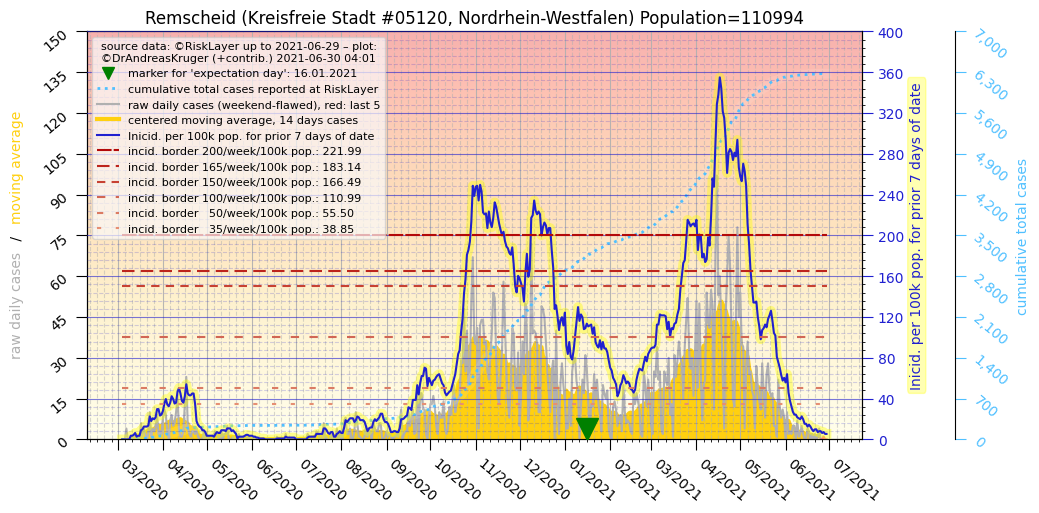 Remscheid (Kreisfreie Stadt #05120, Nordrhein-Westfalen) Population=110994
source data: ©RiskLayer up to 2021-06-29 – plot:
©DrAndreasKruger (+contrib.) 2021-06-30 04:01
marker for 'expectation day': 16.01.2021
cumulative total cases reported at RiskLayer
raw daily cases (weekend-flawed), red: last 5
centered moving average, 14 days cases
Inicid. per 100k pop. for prior 7 days of date
incid. border 200/week/100k pop.: 221.99
incid. border 165/week/100k pop.: 183.14
incid. border 150/week/100k pop.: 166.49
incid. border 100/week/100k pop.: 110.99
incid. border   50/week/100k pop.: 55.50
incid. border   35/week/100k pop.: 38.85
raw daily cases   /   moving average
150
135
120
105
90
75
60
45
30
15
0
400
360
320
280
240
200
160
120
80
40
0
Inicid. per 100k pop. for prior 7 days of date
7,000
6,300
5,600
4,900
4,200
3,500
2,800
2,100
1,400
700
0
cumulative total cases
03/2020
04/2020
05/2020
06/2020
07/2020
08/2020
09/2020
10/2020
11/2020
12/2020
01/2021
02/2021
03/2021
04/2021
05/2021
06/2021
07/2021